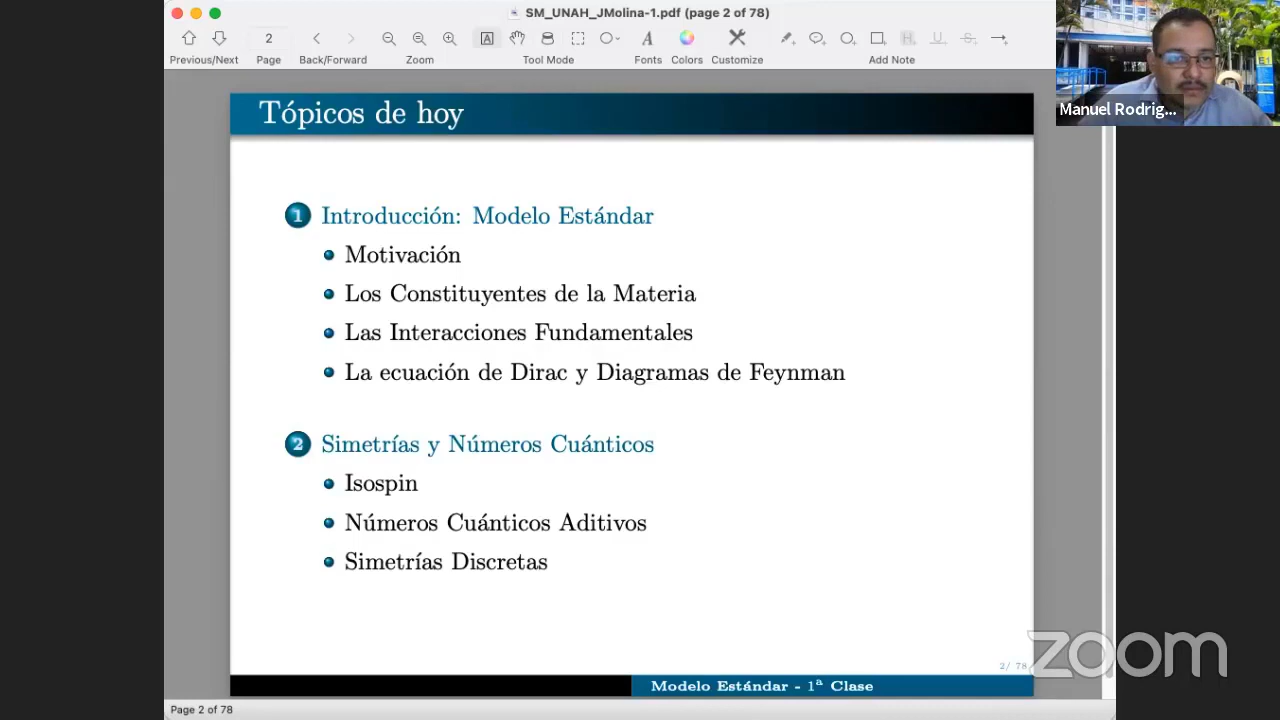 SM_UNAH_JMolina-1.pdf (page 2 of 78)
2
Previous/Next
Page
Back/Forward
Zoom
Tool Mode
Fonts
Colors
Customize
Add Note
Manuel Rodrig...
Tópicos de hoy
1 Introducción: Modelo Estándar
Motivación
Los Constituyentes de la Materia
Las Interacciones Fundamentales
La ecuación de Dirac y Diagramas de Feynman
2 Simetrías y Números Cuánticos
Isospin
Números Cuánticos Aditivos
Simetrías Discretas
2/ 78
zoom
Modelo Estándar - 1ª Clase
Page 2 of 78